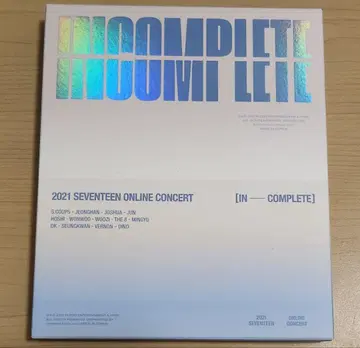 INCOMPLETE
INCOMPLETE
2021 SEVENTEEN ONLINE CONCERT [IN — COMPLETE]
S.COUPS • JEONGHAN • JOSHUA • JUN
HOSHI • WONWOO • WOOZI • THE 8 • MINGYU
DK • SEUNGKWAN • VERNON • DINO
2021 ONLINE
SEVENTEEN CONCERT